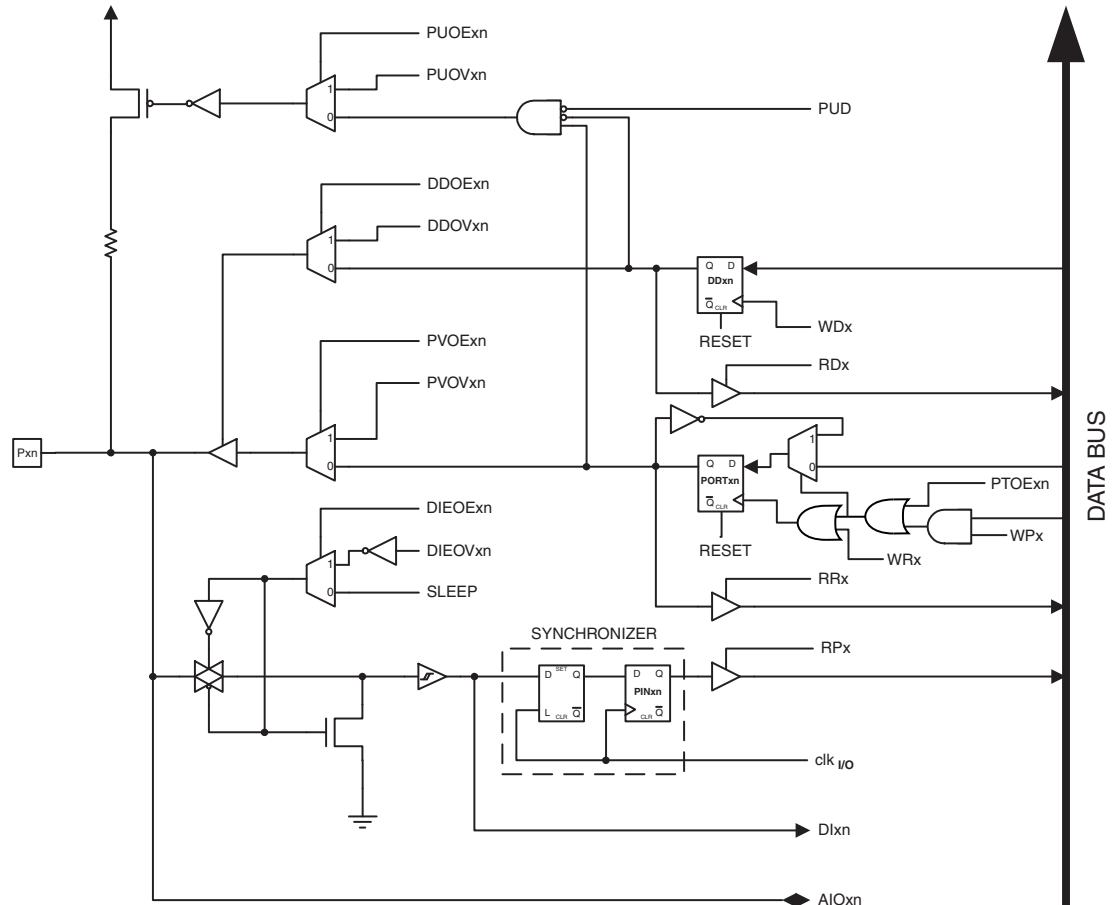 PUOExn
PUOVxn
1
0
PUD
DDOExn
DDOVxn
1
0
Q D
DDxn
Q CLR
WDx
RESET
RDx
PVOExn
PVOVxn
1
0
Pxn
1
0
Q D
PORTxn
Q CLR
PTOExn
WPx
WRx
RESET
RRx
DATA BUS
DIEOExn
DIEOVxn
1
0
SLEEP
SYNCHRONIZER
D SET Q
L CLR Q
D Q
PINxn
CLR Q
RPx
clk I/O
DIxn
AIOxn